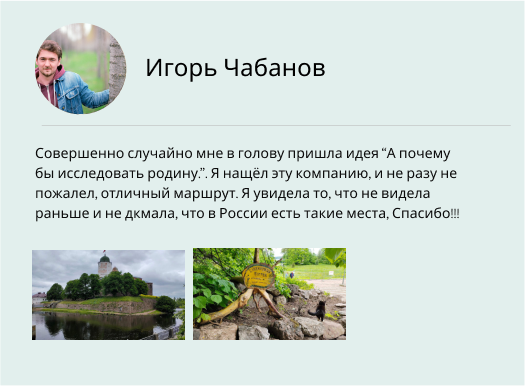 Игорь Чабанов
Совершенно случайно мне в голову пришла идея “А почему
бы исследовать родину.”. Я нащёл эту компанию, и не разу не
пожалел, отличный маршрут. Я увидела то, что не видела
раньше и не дкмала, что в России есть такие места, Спасибо!!!